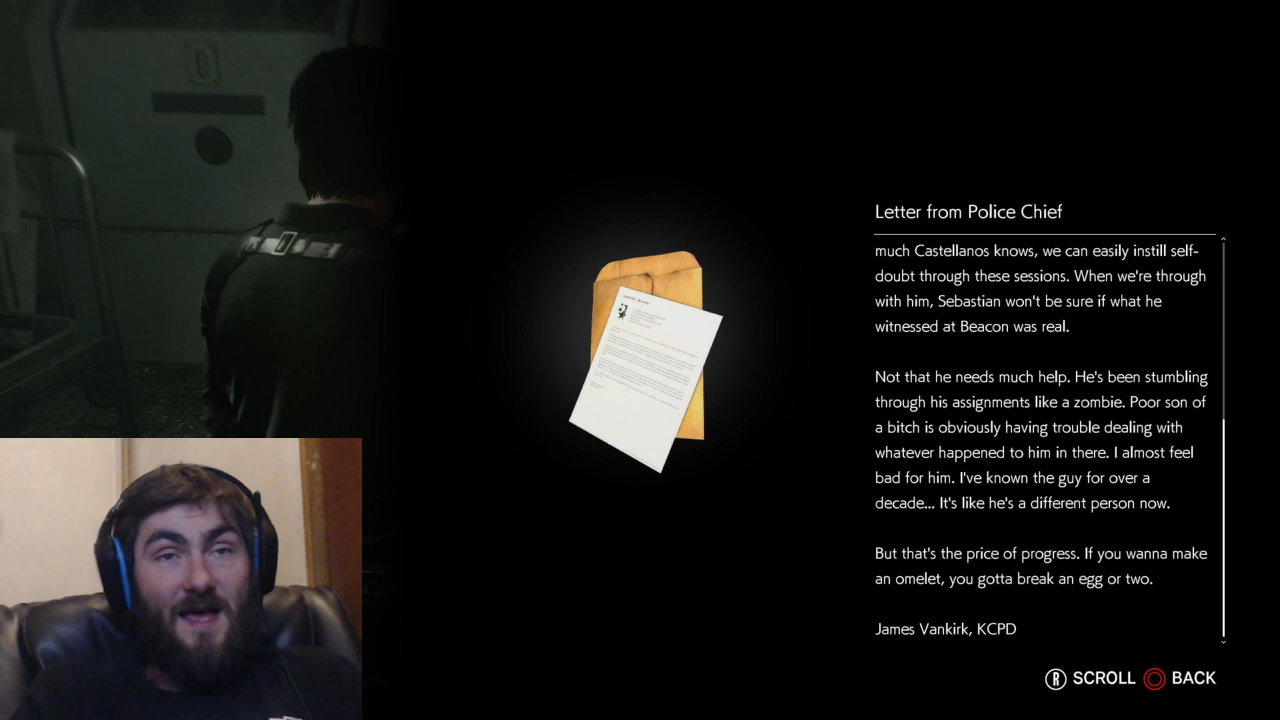 Letter from Police Chief
much Castellanos knows, we can easily instill self-
doubt through these sessions. When we're through
with him, Sebastian won't be sure if what he
witnessed at Beacon was real.
Not that he needs much help. He's been stumbling
through his assignments like a zombie. Poor son of
a bitch is obviously having trouble dealing with
whatever happened to him in there. I almost feel
bad for him. I've known the guy for over a
decade... It's like he's a different person now.
But that's the price of progress. If you wanna make
an omelet, you gotta break an egg or two.
James Vankirk, KCPD
R SCROLL BACK